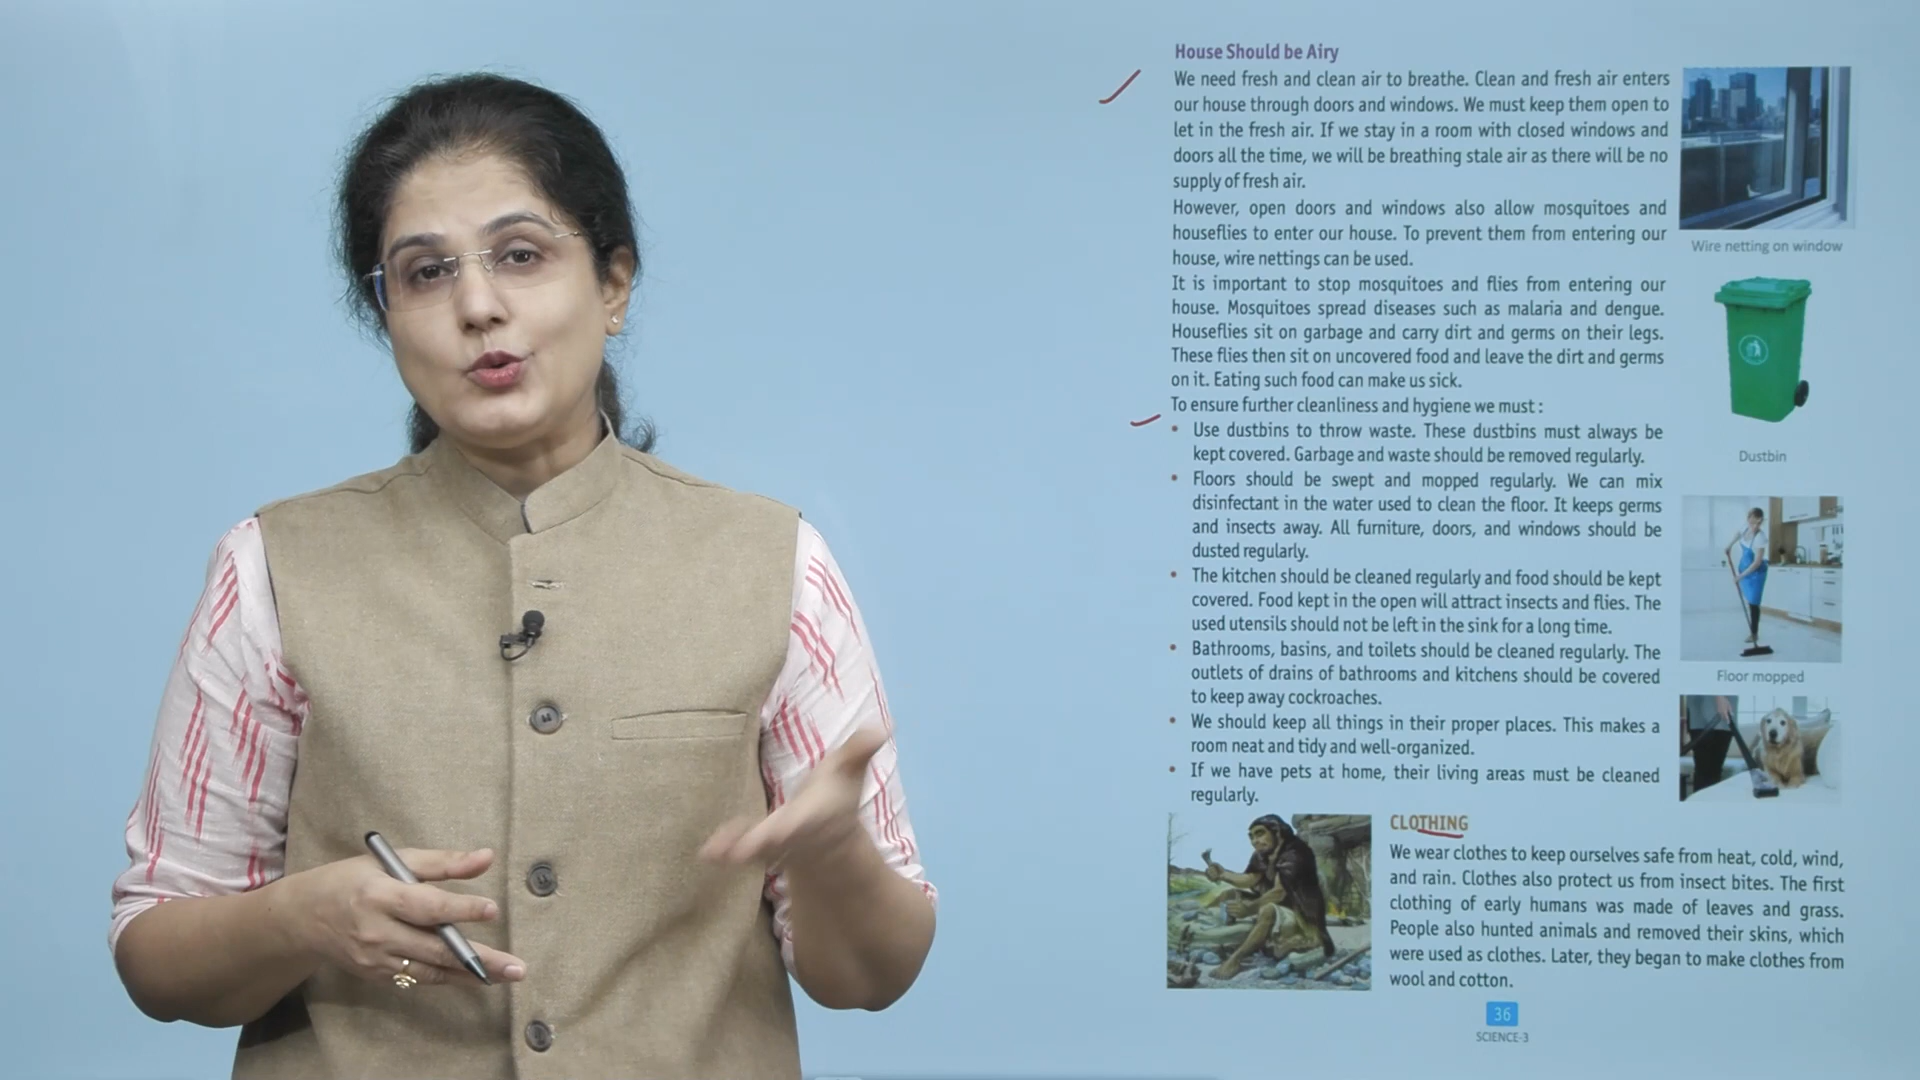 House Should be Airy
We need fresh and clean air to breathe. Clean and fresh air enters
our house through doors and windows. We must keep them open to
let in the fresh air. If we stay in a room with closed windows and
doors all the time, we will be breathing stale air as there will be no
supply of fresh air.
However, open doors and windows also allow mosquitoes and
houseflies to enter our house. To prevent them from entering our
house, wire nettings can be used.
It is important to stop mosquitoes and flies from entering our
house. Mosquitoes spread diseases such as malaria and dengue.
Houseflies sit on garbage and carry dirt and germs on their legs.
These flies then sit on uncovered food and leave the dirt and germs
on it. Eating such food can make us sick.
To ensure further cleanliness and hygiene we must :
• Use dustbins to throw waste. These dustbins must always be
kept covered. Garbage and waste should be removed regularly.
• Floors should be swept and mopped regularly. We can mix
disinfectant in the water used to clean the floor. It keeps germs
and insects away. All furniture, doors, and windows should be
dusted regularly.
• The kitchen should be cleaned regularly and food should be kept
covered. Food kept in the open will attract insects and flies. The
used utensils should not be left in the sink for a long time.
• Bathrooms, basins, and toilets should be cleaned regularly. The
outlets of drains of bathrooms and kitchens should be covered
to keep away cockroaches.
• We should keep all things in their proper places. This makes a
room neat and tidy and well-organized.
• If we have pets at home, their living areas must be cleaned
regularly.
Wire netting on window
Dustbin
Floor mopped
CLOTHING
We wear clothes to keep ourselves safe from heat, cold, wind,
and rain. Clothes also protect us from insect bites. The first
clothing of early humans was made of leaves and grass.
People also hunted animals and removed their skins, which
were used as clothes. Later, they began to make clothes from
wool and cotton.
36
SCIENCE-3